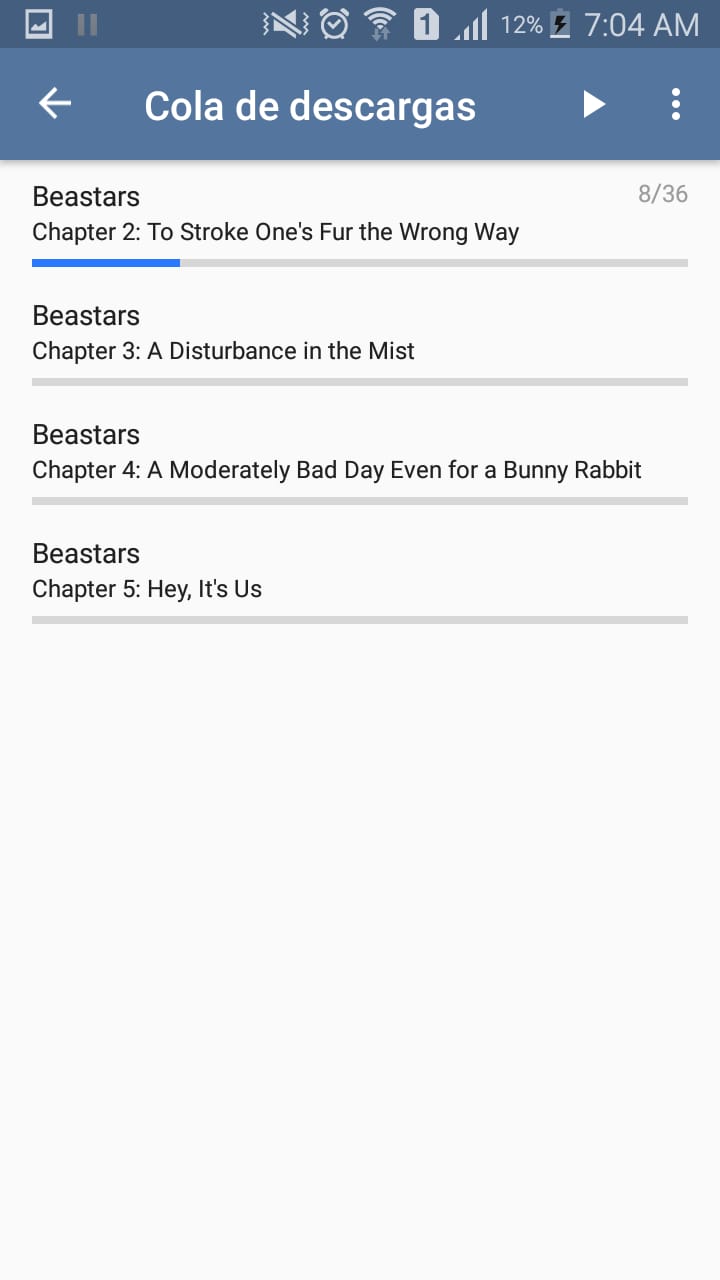 12% 7:04 AM
Cola de descargas
Beastars 8/36
Chapter 2: To Stroke One's Fur the Wrong Way
Beastars
Chapter 3: A Disturbance in the Mist
Beastars
Chapter 4: A Moderately Bad Day Even for a Bunny Rabbit
Beastars
Chapter 5: Hey, It's Us